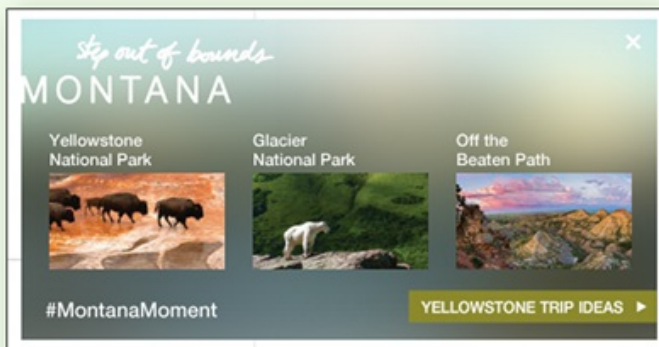 step out of bounds
MONTANA
Yellowstone
National Park
Glacier
National Park
Off the
Beaten Path
#MontanaMoment
YELLOWSTONE TRIP IDEAS